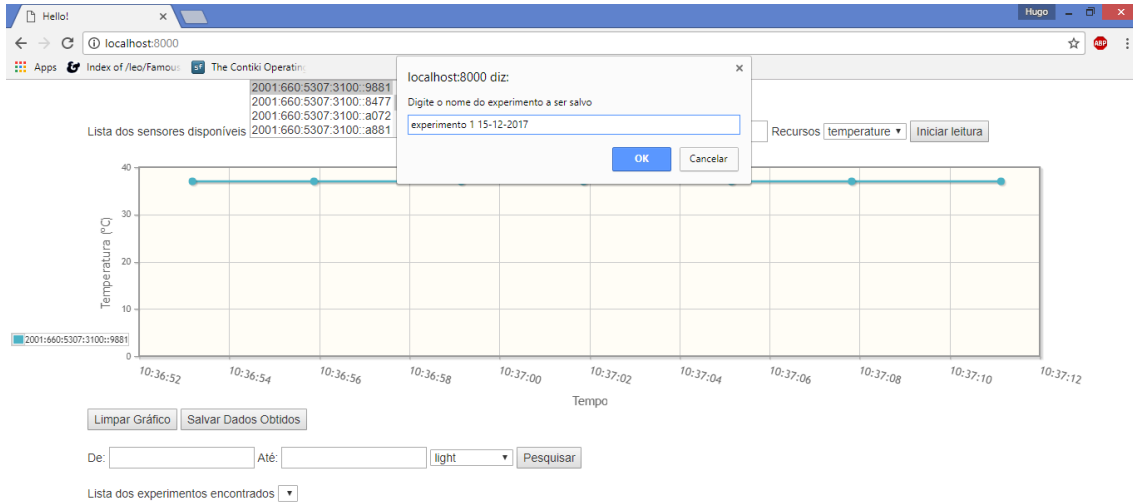 Hello!
Hugo
localhost:8000
ABP
Apps
Index of /leo/Famou
SF
The Contiki Operatin
2001:660:5307:3100::9881
2001:660:5307:3100::8477
2001:660:5307:3100::a072
2001:660:5307:3100::a881
Lista dos sensores disponíveis
localhost:8000 diz:
Digite o nome do experimento a ser salvo
experimento 1 15-12-2017
OK
Cancelar
Recursos temperature Iniciar leitura
40
30
20
10
0
Temperatura (ºC)
2001:660:5307:3100::9881
10:36:52 10:36:54 10:36:56 10:36:58 10:37:00 10:37:02 10:37:04 10:37:06 10:37:08 10:37:10 10:37:12
Tempo
Limpar Gráfico Salvar Dados Obtidos
De: Até: light Pesquisar
Lista dos experimentos encontrados